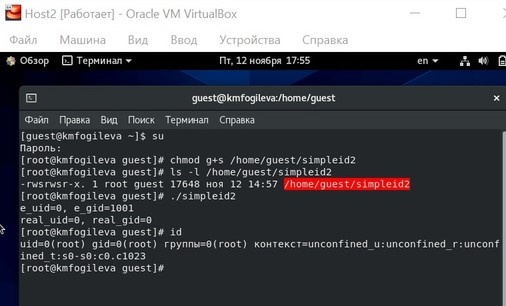 Host2 [Работает] - Oracle VM VirtualBox
Файл Машина Вид Ввод Устройства Справка
Обзор Терминал Пт, 12 ноября 17:55 en
guest@kmfogileva:/home/guest
Файл Правка Вид Поиск Терминал Справка
[guest@kmfogileva ~]$ su
Пароль:
[root@kmfogileva guest]# chmod g+s /home/guest/simpleid2
[root@kmfogileva guest]# ls -l /home/guest/simpleid2
-rwsrwsr-x. 1 root guest 17648 ноя 12 14:57 /home/guest/simpleid2
[root@kmfogileva guest]# ./simpleid2
e_uid=0, e_gid=1001
real_uid=0, real_gid=0
[root@kmfogileva guest]# id
uid=0(root) gid=0(root) группы=0(root) контекст=unconfined_u:unconfined_r:unconf
ined_t:s0-s0:c0.c1023
[root@kmfogileva guest]#